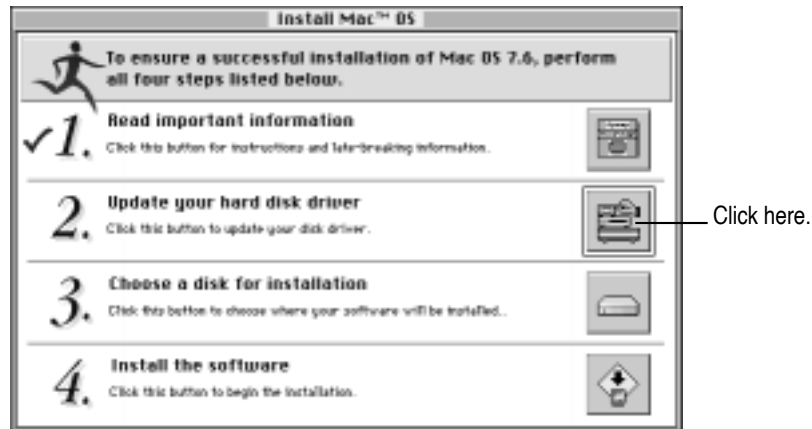 Install Mac™ OS
To ensure a successful installation of Mac OS 7.6, perform
all four steps listed below.
1. Read important information
Click this button for instructions and late-breaking information.
2. Update your hard disk driver
Click this button to update your disk driver.
Click here.
3. Choose a disk for installation
Click this button to choose where your software will be installed..
4. Install the software
Click this button to begin the installation.